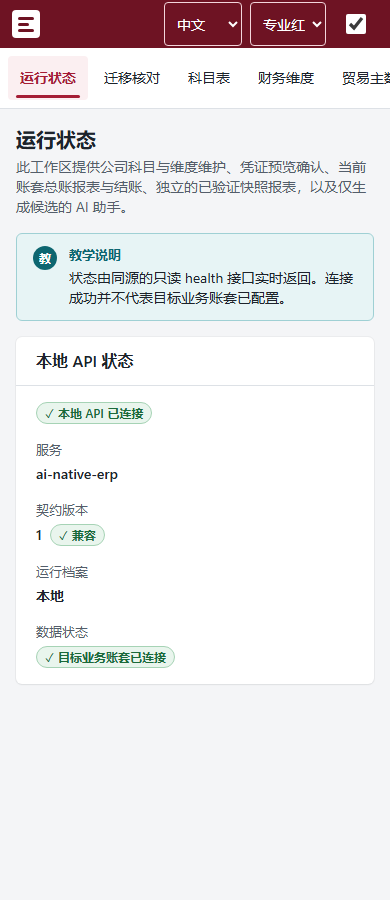 中文 专业红
运行状态 迁移核对 科目表 财务维度 贸易主数
运行状态
此工作区提供公司科目与维度维护、凭证预览确认、当前
账套总账报表与结账、独立的已验证快照报表，以及仅生
成候选的 AI 助手。
教 教学说明
状态由同源的只读 health 接口实时返回。连接
成功并不代表目标业务账套已配置。
本地 API 状态
✓ 本地 API 已连接
服务
ai-native-erp
契约版本
1 ✓ 兼容
运行档案
本地
数据状态
✓ 目标业务账套已连接